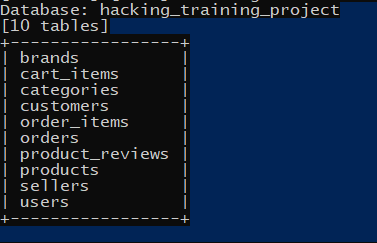 Database: hacking_training_project
[10 tables]
+-----------------+
| brands          |
| cart_items      |
| categories      |
| customers       |
| order_items     |
| orders          |
| product_reviews |
| products        |
| sellers         |
| users           |
+-----------------+